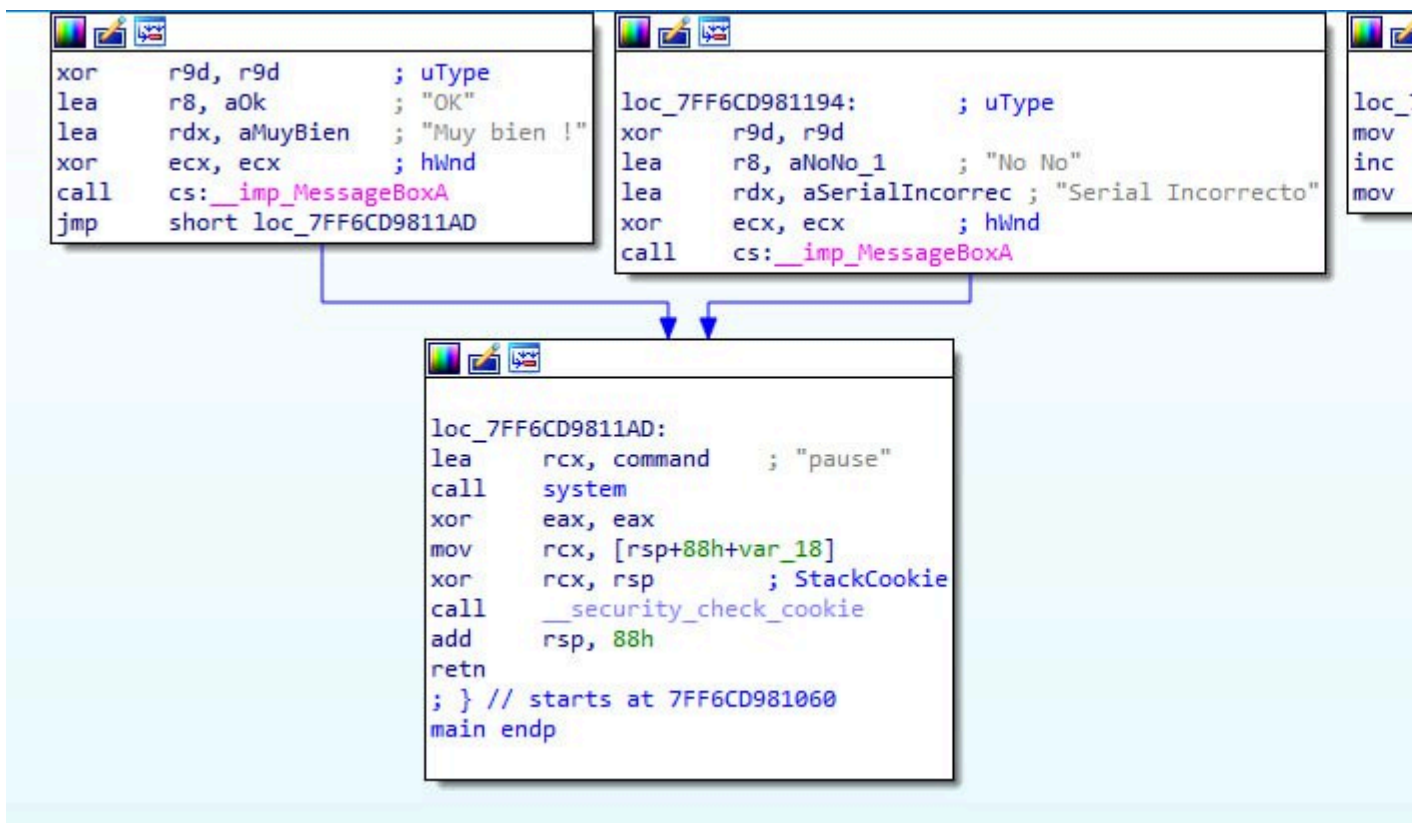 xor r9d, r9d ; uType
lea r8, aOk ; "OK"
lea rdx, aMuyBien ; "Muy bien !"
xor ecx, ecx ; hWnd
call cs:__imp_MessageBoxA
jmp short loc_7FF6CD9811AD
loc_7FF6CD981194: ; uType
xor r9d, r9d
lea r8, aNoNo_1 ; "No No"
lea rdx, aSerialIncorrec ; "Serial Incorrecto"
xor ecx, ecx ; hWnd
call cs:__imp_MessageBoxA
loc_
mov
inc
mov
loc_7FF6CD9811AD:
lea rcx, command ; "pause"
call system
xor eax, eax
mov rcx, [rsp+88h+var_18]
xor rcx, rsp ; StackCookie
call __security_check_cookie
add rsp, 88h
retn
; } // starts at 7FF6CD981060
main endp